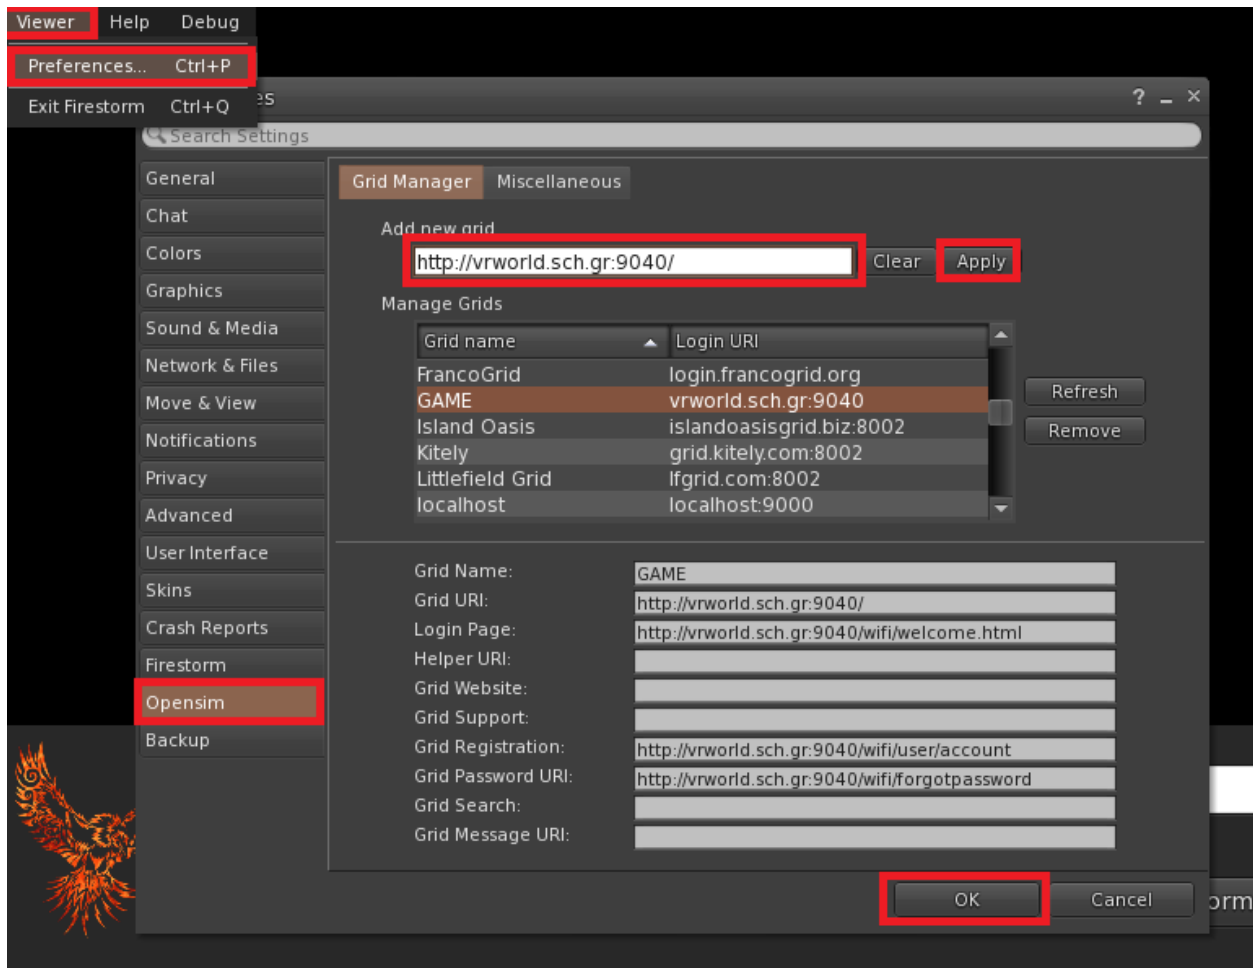 Viewer Help Debug
Preferences... Ctrl+P
Exit Firestorm Ctrl+Q
es ? _ ×
Search Settings
General
Chat
Colors
Graphics
Sound & Media
Network & Files
Move & View
Notifications
Privacy
Advanced
User Interface
Skins
Crash Reports
Firestorm
Opensim
Backup
Grid Manager Miscellaneous
Add new grid
http://vrworld.sch.gr:9040/ Clear Apply
Manage Grids
Grid name Login URI
FrancoGrid login.francogrid.org
GAME vrworld.sch.gr:9040
Island Oasis islandoasisgrid.biz:8002
Kitely grid.kitely.com:8002
Littlefield Grid lfgrid.com:8002
localhost localhost:9000
Refresh
Remove
Grid Name: GAME
Grid URI: http://vrworld.sch.gr:9040/
Login Page: http://vrworld.sch.gr:9040/wifi/welcome.html
Helper URI:
Grid Website:
Grid Support:
Grid Registration: http://vrworld.sch.gr:9040/wifi/user/account
Grid Password URI: http://vrworld.sch.gr:9040/wifi/forgotpassword
Grid Search:
Grid Message URI:
OK Cancel
orm